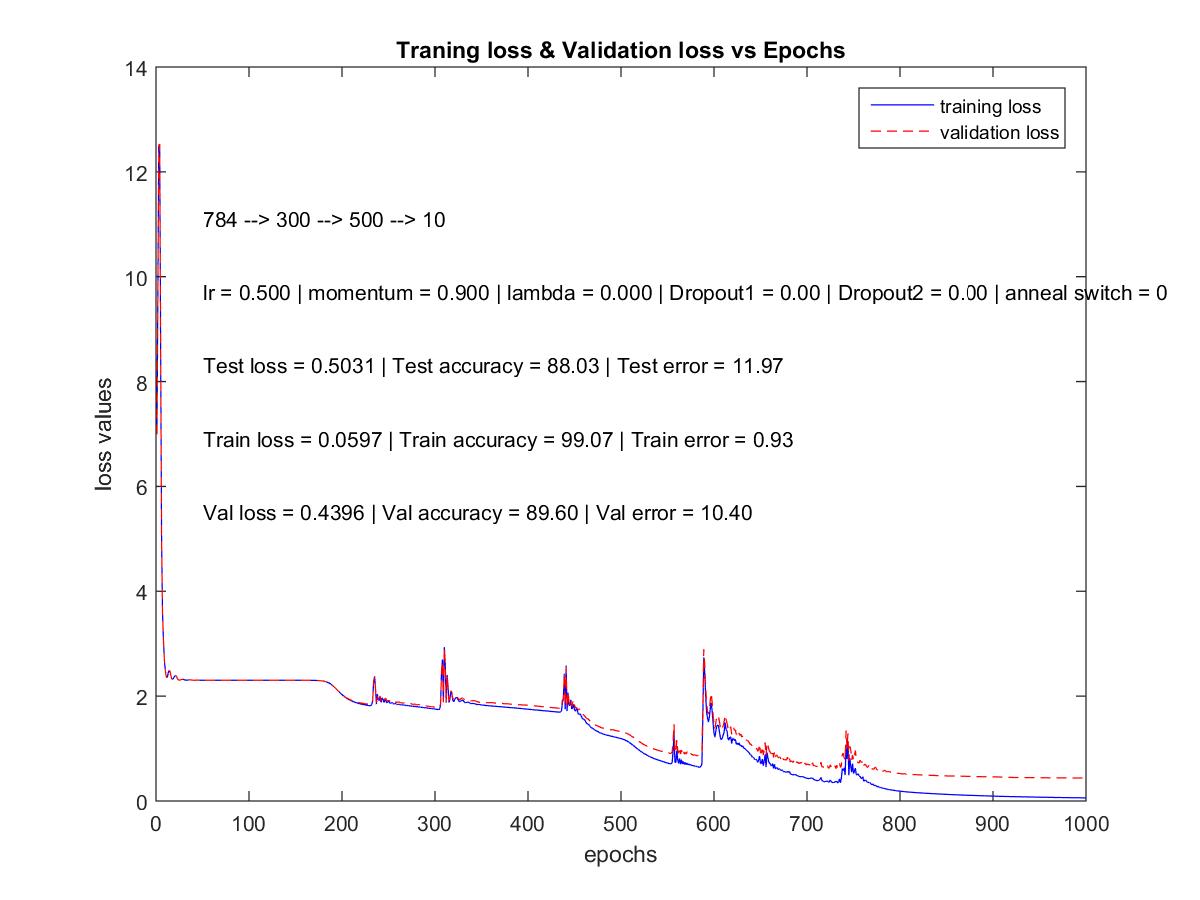 Traning loss & Validation loss vs Epochs
14
training loss
validation loss
12
784 --> 300 --> 500 --> 10
10
lr = 0.500 | momentum = 0.900 | lambda = 0.000 | Dropout1 = 0.00 | Dropout2 = 0.00 | anneal switch = 0
Test loss = 0.5031 | Test accuracy = 88.03 | Test error = 11.97
8
Train loss = 0.0597 | Train accuracy = 99.07 | Train error = 0.93
loss values
6
Val loss = 0.4396 | Val accuracy = 89.60 | Val error = 10.40
4
2
0
0 100 200 300 400 500 600 700 800 900 1000
epochs